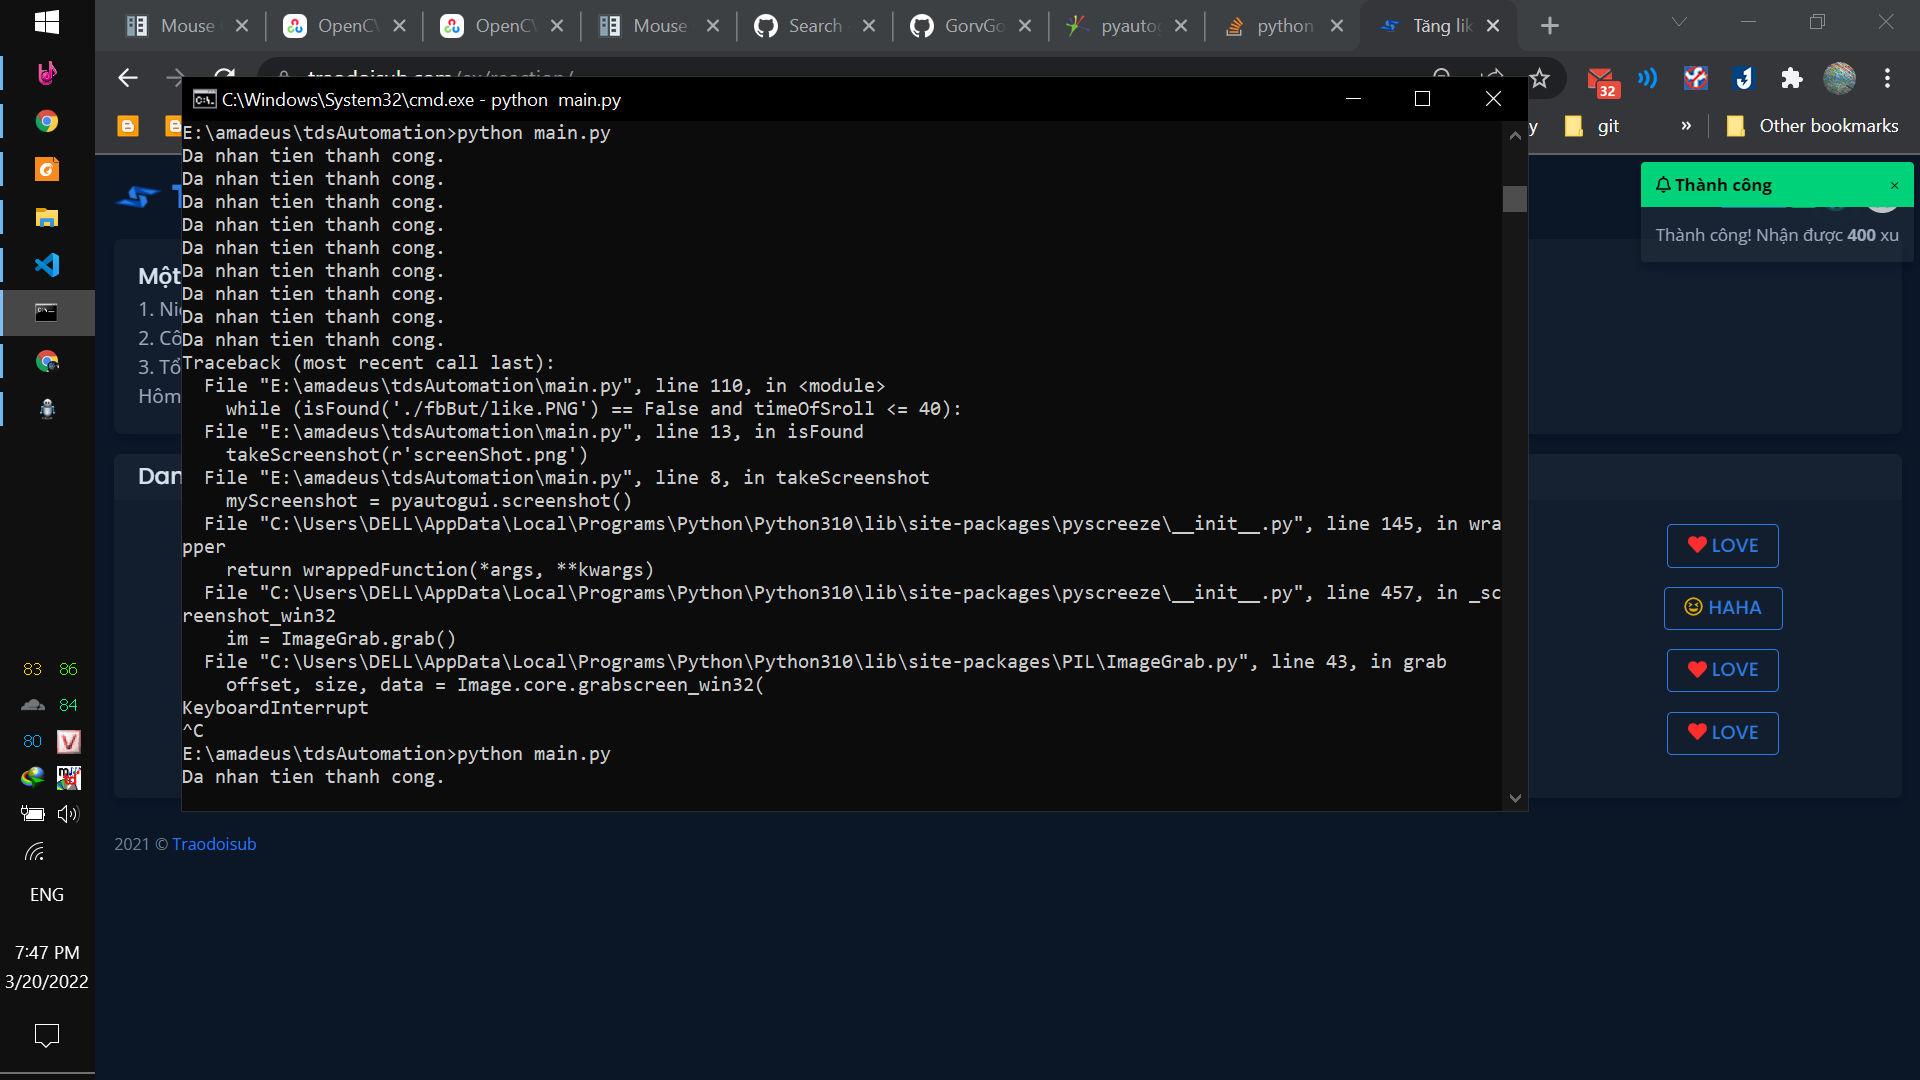 Mouse
OpenC
OpenC
Mouse
Search
GorvGo
pyautog
python
Tăng lik
C:\Windows\System32\cmd.exe - python  main.py
32
y
git
»
Other bookmarks
E:\amadeus\tdsAutomation>python main.py
Da nhan tien thanh cong.
Da nhan tien thanh cong.
Da nhan tien thanh cong.
Da nhan tien thanh cong.
Da nhan tien thanh cong.
Da nhan tien thanh cong.
Da nhan tien thanh cong.
Da nhan tien thanh cong.
Da nhan tien thanh cong.
Traceback (most recent call last):
  File "E:\amadeus\tdsAutomation\main.py", line 110, in <module>
    while (isFound('./fbBut/like.PNG') == False and timeOfSroll <= 40):
  File "E:\amadeus\tdsAutomation\main.py", line 13, in isFound
    takeScreenshot(r'screenShot.png')
  File "E:\amadeus\tdsAutomation\main.py", line 8, in takeScreenshot
    myScreenshot = pyautogui.screenshot()
  File "C:\Users\DELL\AppData\Local\Programs\Python\Python310\lib\site-packages\pyscreeze\__init__.py", line 145, in wra
pper
    return wrappedFunction(*args, **kwargs)
  File "C:\Users\DELL\AppData\Local\Programs\Python\Python310\lib\site-packages\pyscreeze\__init__.py", line 457, in _sc
reenshot_win32
    im = ImageGrab.grab()
  File "C:\Users\DELL\AppData\Local\Programs\Python\Python310\lib\site-packages\PIL\ImageGrab.py", line 43, in grab
    offset, size, data = Image.core.grabscreen_win32(
KeyboardInterrupt
^C
E:\amadeus\tdsAutomation>python main.py
Da nhan tien thanh cong.
Thành công ×
Thành công! Nhận được 400 xu
Một
1. Ni
2. Cô
3. Tổ
Hôm
Dan
LOVE
HAHA
LOVE
LOVE
2021 © Traodoisub
83 86
84
80
ENG
7:47 PM
3/20/2022